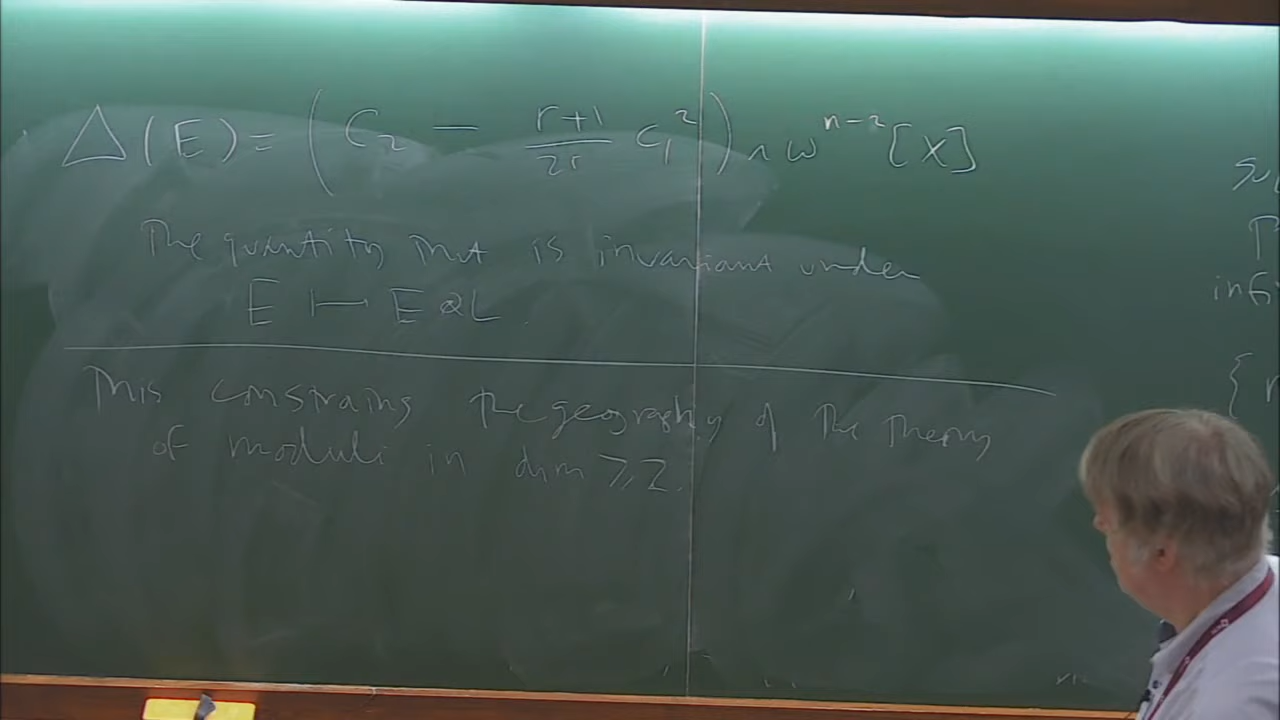 Δ(E) = (C₂ − r+1/2r c₁²) ∧ ω^{n-2} [X]
The quantity that is invariant under
E ⟼ E ⊗ L.
This constrains the geography of the theory
of moduli in dim ≥ 2.
infi